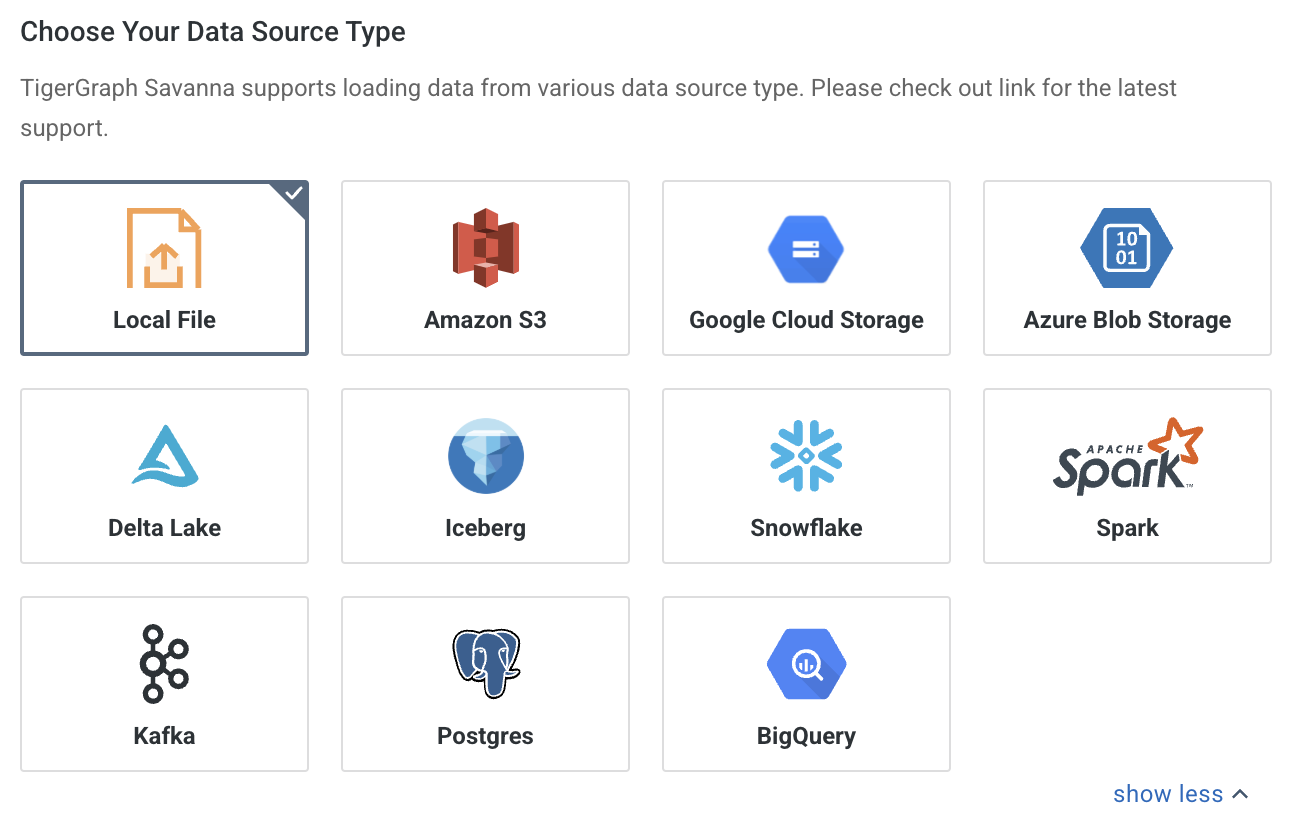 Choose Your Data Source Type
TigerGraph Savanna supports loading data from various data source type. Please check out link for the latest
support.
Local File
Amazon S3
Google Cloud Storage
10
01
Azure Blob Storage
Delta Lake
Iceberg
Snowflake
APACHE
Spark™
Spark
Kafka
Postgres
BigQuery
show less